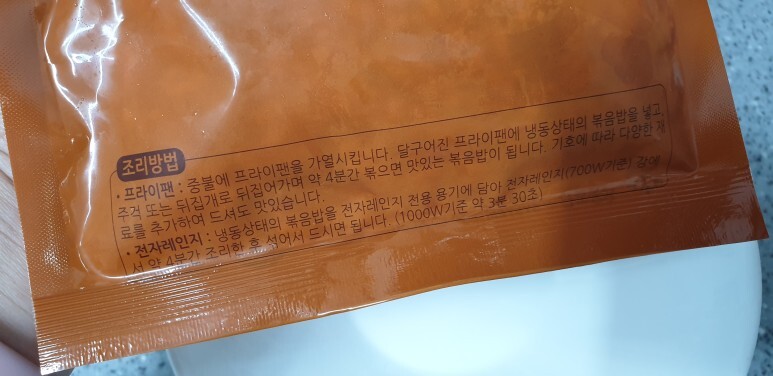 조리방법
· 프라이팬 : 중불에 프라이팬을 가열시킵니다. 달구어진 프라이팬에 냉동상태의 볶음밥을 넣고,
주걱 또는 뒤집개로 뒤집어가며 약 4분간 볶으면 맛있는 볶음밥이 됩니다. 기호에 따라 다양한 재
료를 추가하여 드셔도 맛있습니다.
· 전자레인지 : 냉동상태의 볶음밥을 전자레인지 전용 용기에 담아 전자레인지(700W기준)
서 약 4분간 조리한 후 섞어서 드시면 됩니다. (1000W기준 약 3분 30초)